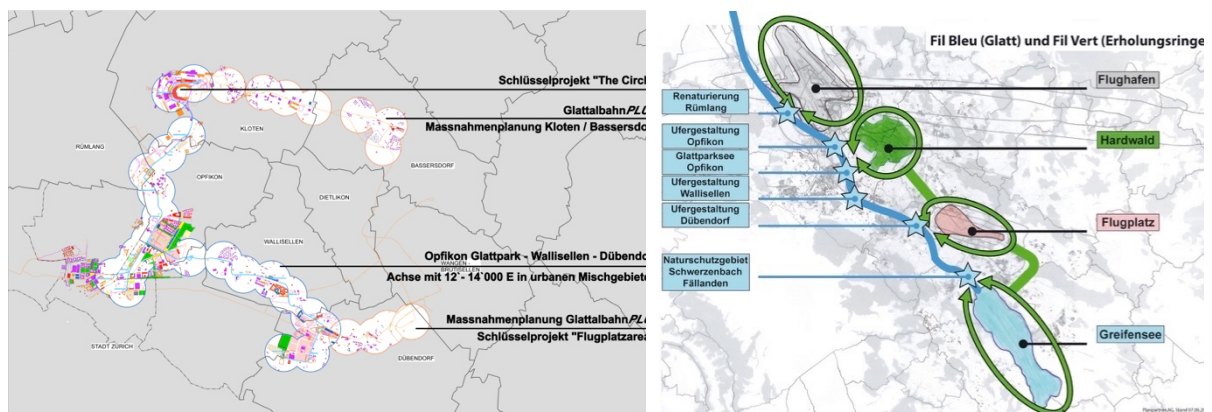 Schlüsselprojekt "The Circl
GlattalbahnPLU
Massnahmenplanung Kloten / Bassersdo
KLOTEN
RÜMLANG
BASSERSDORF
OPFIKON
DIETLIKON
WALLISELLEN
Opfikon Glattpark - Wallisellen - Dübendo
WANGEN-
BRÜTTISELLEN
Achse mit 12'- 14'000 E in urbanen Mischgebiete
Massnahmenplanung GlattalbahnPLU
Schlüsselprojekt "Flugplatzarea
STADT ZÜRICH
DÜBENDORF
Fil Bleu (Glatt) und Fil Vert (Erholungsringe
Flughafen
Renaturierung
Rümlang
Ufergestaltung
Opfikon
Hardwald
Glattparksee
Opfikon
Ufergestaltung
Wallisellen
Ufergestaltung
Dübendorf
Flugplatz
Naturschutzgebiet
Schwerzenbach
Fällanden
Greifensee